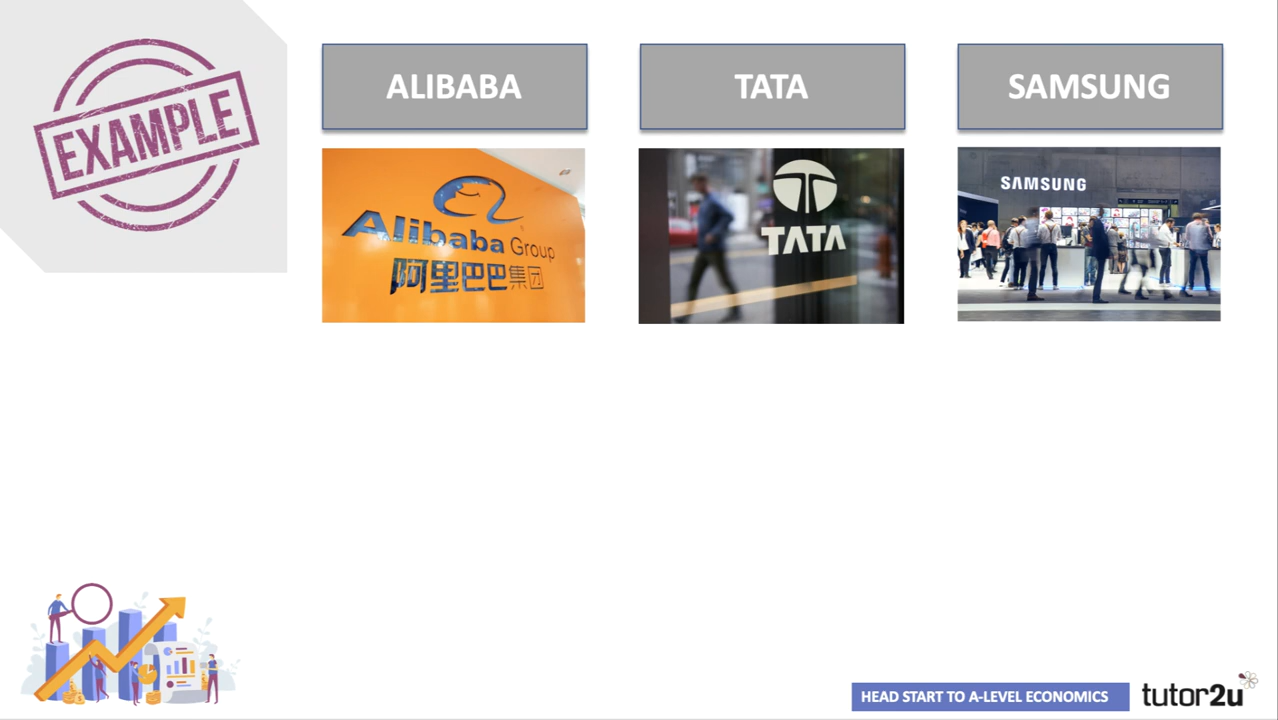 EXAMPLE
ALIBABA
TATA
SAMSUNG
Alibaba Group
阿里巴巴集团
TATA
SAMSUNG
HEAD START TO A-LEVEL ECONOMICS
tutor2u